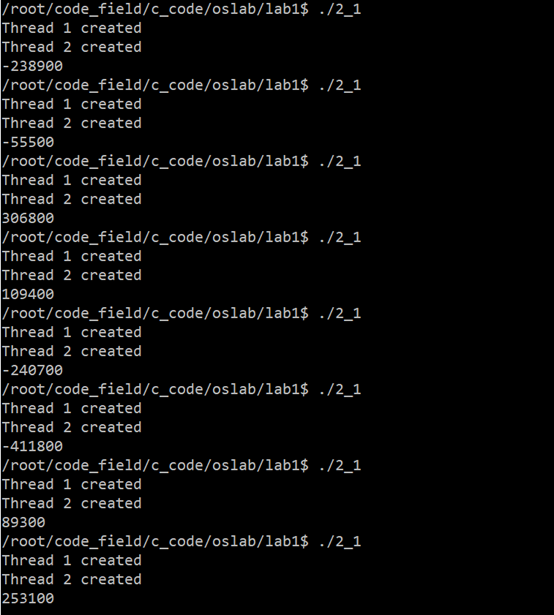 /root/code_field/c_code/oslab/lab1$ ./2_1
Thread 1 created
Thread 2 created
-238900
/root/code_field/c_code/oslab/lab1$ ./2_1
Thread 1 created
Thread 2 created
-55500
/root/code_field/c_code/oslab/lab1$ ./2_1
Thread 1 created
Thread 2 created
306800
/root/code_field/c_code/oslab/lab1$ ./2_1
Thread 1 created
Thread 2 created
109400
/root/code_field/c_code/oslab/lab1$ ./2_1
Thread 1 created
Thread 2 created
-240700
/root/code_field/c_code/oslab/lab1$ ./2_1
Thread 1 created
Thread 2 created
-411800
/root/code_field/c_code/oslab/lab1$ ./2_1
Thread 1 created
Thread 2 created
89300
/root/code_field/c_code/oslab/lab1$ ./2_1
Thread 1 created
Thread 2 created
253100